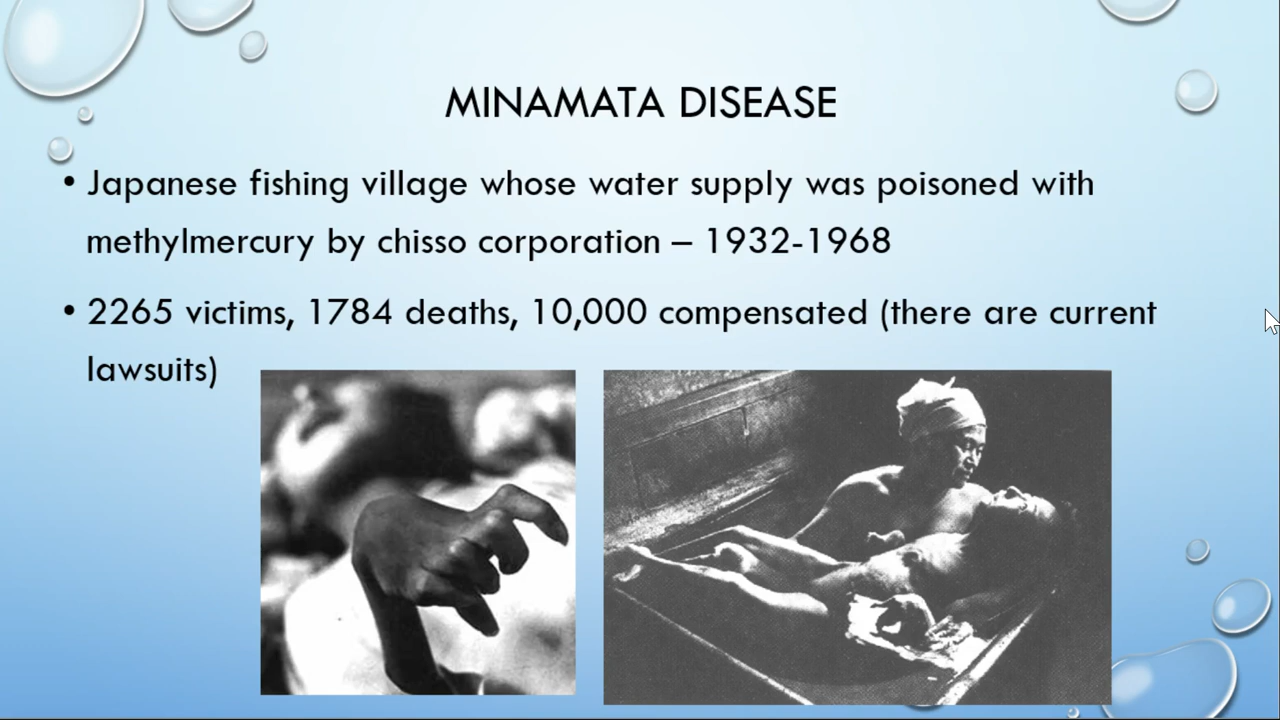 MINAMATA DISEASE
• Japanese fishing village whose water supply was poisoned with
methylmercury by chisso corporation – 1932-1968
• 2265 victims, 1784 deaths, 10,000 compensated (there are current
lawsuits)